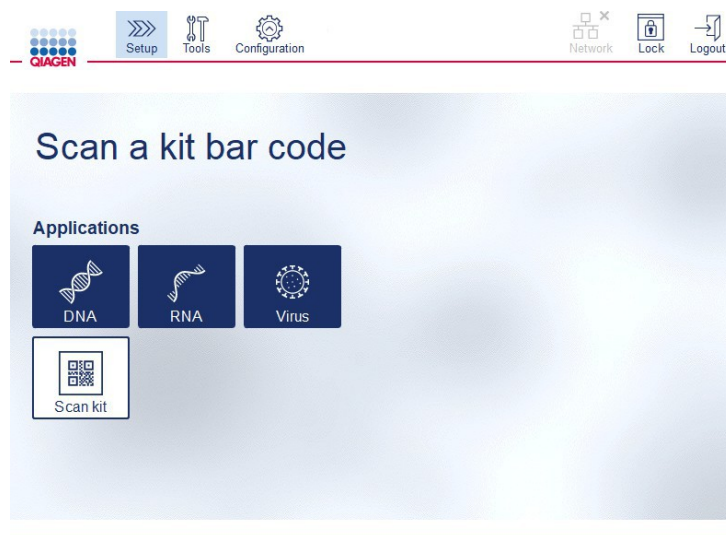 QIAGEN
Setup
Tools
Configuration
Network
Lock
Logout
Scan a kit bar code
Applications
DNA
RNA
Virus
Scan kit